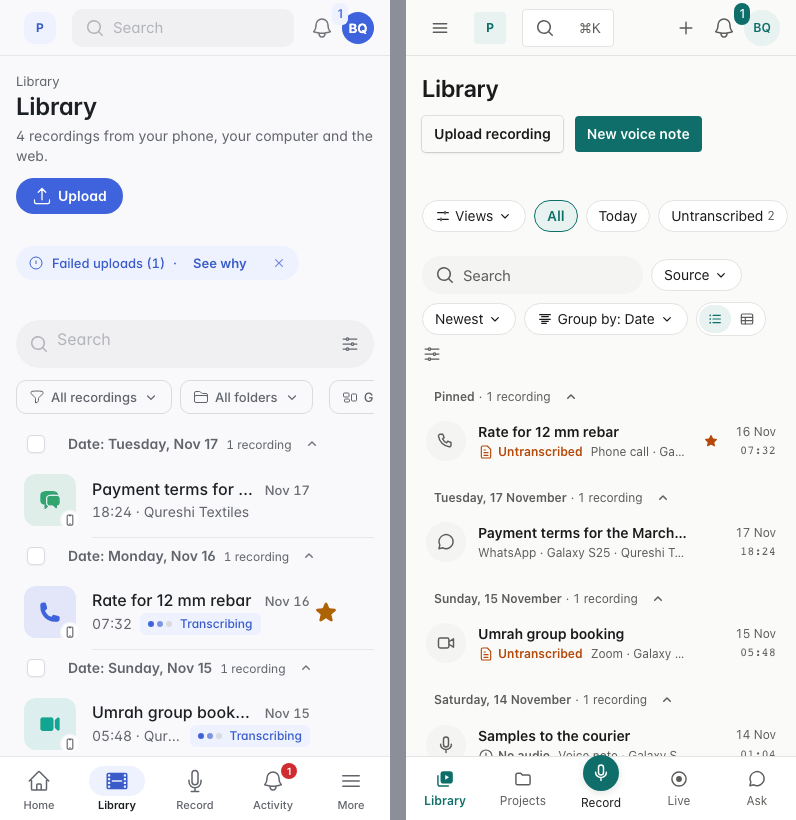 P
Search
1
BQ
Library
Library
4 recordings from your phone, your computer and the
web.
Upload
Failed uploads (1) ·
See why
Search
All recordings
All folders
G
Date: Tuesday, Nov 17 1 recording
Payment terms for ... Nov 17
18:24 · Qureshi Textiles
Date: Monday, Nov 16 1 recording
Rate for 12 mm rebar Nov 16
07:32 Transcribing
Date: Sunday, Nov 15 1 recording
Umrah group book... Nov 15
05:48 · Qur... Transcribing
1
Home
Library
Record
Activity
More
P
⌘K
1
BQ
Library
Upload recording
New voice note
Views
All
Today
Untranscribed 2
Search
Source
Newest
Group by: Date
Pinned · 1 recording
Rate for 12 mm rebar 16 Nov
Untranscribed Phone call · Ga... 07:32
Tuesday, 17 November · 1 recording
Payment terms for the March... 17 Nov
WhatsApp · Galaxy S25 · Qureshi T... 18:24
Sunday, 15 November · 1 recording
Umrah group booking 15 Nov
Untranscribed Zoom · Galaxy ... 05:48
Saturday, 14 November · 1 recording
Samples to the courier 14 Nov
No audio Voice note · Galaxy S 01:04
Library
Projects
Record
Live
Ask